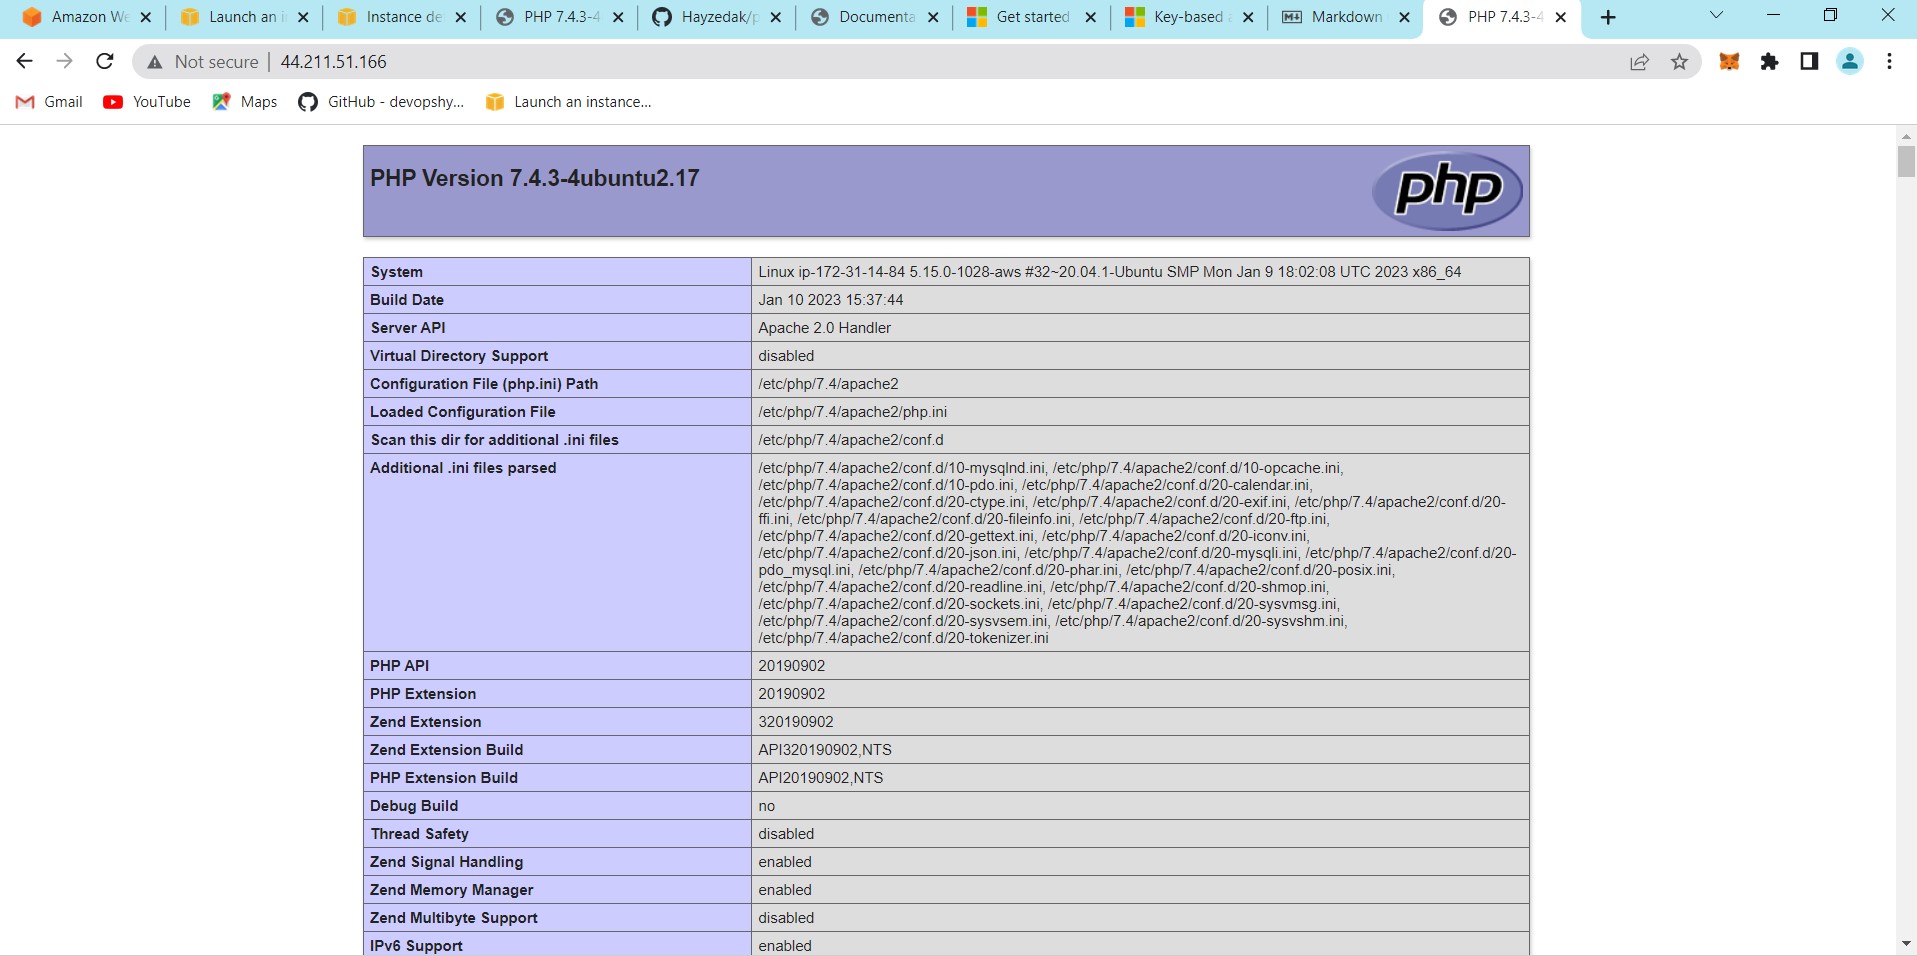 Amazon We
Launch an i
Instance de
PHP 7.4.3-4
Hayzedak/p
Documenta
Get started
Key-based a
Markdown
PHP 7.4.3-4
Not secure | 44.211.51.166
Gmail
YouTube
Maps
GitHub - devopshy...
Launch an instance...
PHP Version 7.4.3-4ubuntu2.17
php
System Linux ip-172-31-14-84 5.15.0-1028-aws #32~20.04.1-Ubuntu SMP Mon Jan 9 18:02:08 UTC 2023 x86_64
Build Date Jan 10 2023 15:37:44
Server API Apache 2.0 Handler
Virtual Directory Support disabled
Configuration File (php.ini) Path /etc/php/7.4/apache2
Loaded Configuration File /etc/php/7.4/apache2/php.ini
Scan this dir for additional .ini files /etc/php/7.4/apache2/conf.d
Additional .ini files parsed /etc/php/7.4/apache2/conf.d/10-mysqlnd.ini, /etc/php/7.4/apache2/conf.d/10-opcache.ini,
/etc/php/7.4/apache2/conf.d/10-pdo.ini, /etc/php/7.4/apache2/conf.d/20-calendar.ini,
/etc/php/7.4/apache2/conf.d/20-ctype.ini, /etc/php/7.4/apache2/conf.d/20-exif.ini, /etc/php/7.4/apache2/conf.d/20-
ffi.ini, /etc/php/7.4/apache2/conf.d/20-fileinfo.ini, /etc/php/7.4/apache2/conf.d/20-ftp.ini,
/etc/php/7.4/apache2/conf.d/20-gettext.ini, /etc/php/7.4/apache2/conf.d/20-iconv.ini,
/etc/php/7.4/apache2/conf.d/20-json.ini, /etc/php/7.4/apache2/conf.d/20-mysqli.ini, /etc/php/7.4/apache2/conf.d/20-
pdo_mysql.ini, /etc/php/7.4/apache2/conf.d/20-phar.ini, /etc/php/7.4/apache2/conf.d/20-posix.ini,
/etc/php/7.4/apache2/conf.d/20-readline.ini, /etc/php/7.4/apache2/conf.d/20-shmop.ini,
/etc/php/7.4/apache2/conf.d/20-sockets.ini, /etc/php/7.4/apache2/conf.d/20-sysvmsg.ini,
/etc/php/7.4/apache2/conf.d/20-sysvsem.ini, /etc/php/7.4/apache2/conf.d/20-sysvshm.ini,
/etc/php/7.4/apache2/conf.d/20-tokenizer.ini
PHP API 20190902
PHP Extension 20190902
Zend Extension 320190902
Zend Extension Build API320190902,NTS
PHP Extension Build API20190902,NTS
Debug Build no
Thread Safety disabled
Zend Signal Handling enabled
Zend Memory Manager enabled
Zend Multibyte Support disabled
IPv6 Support enabled